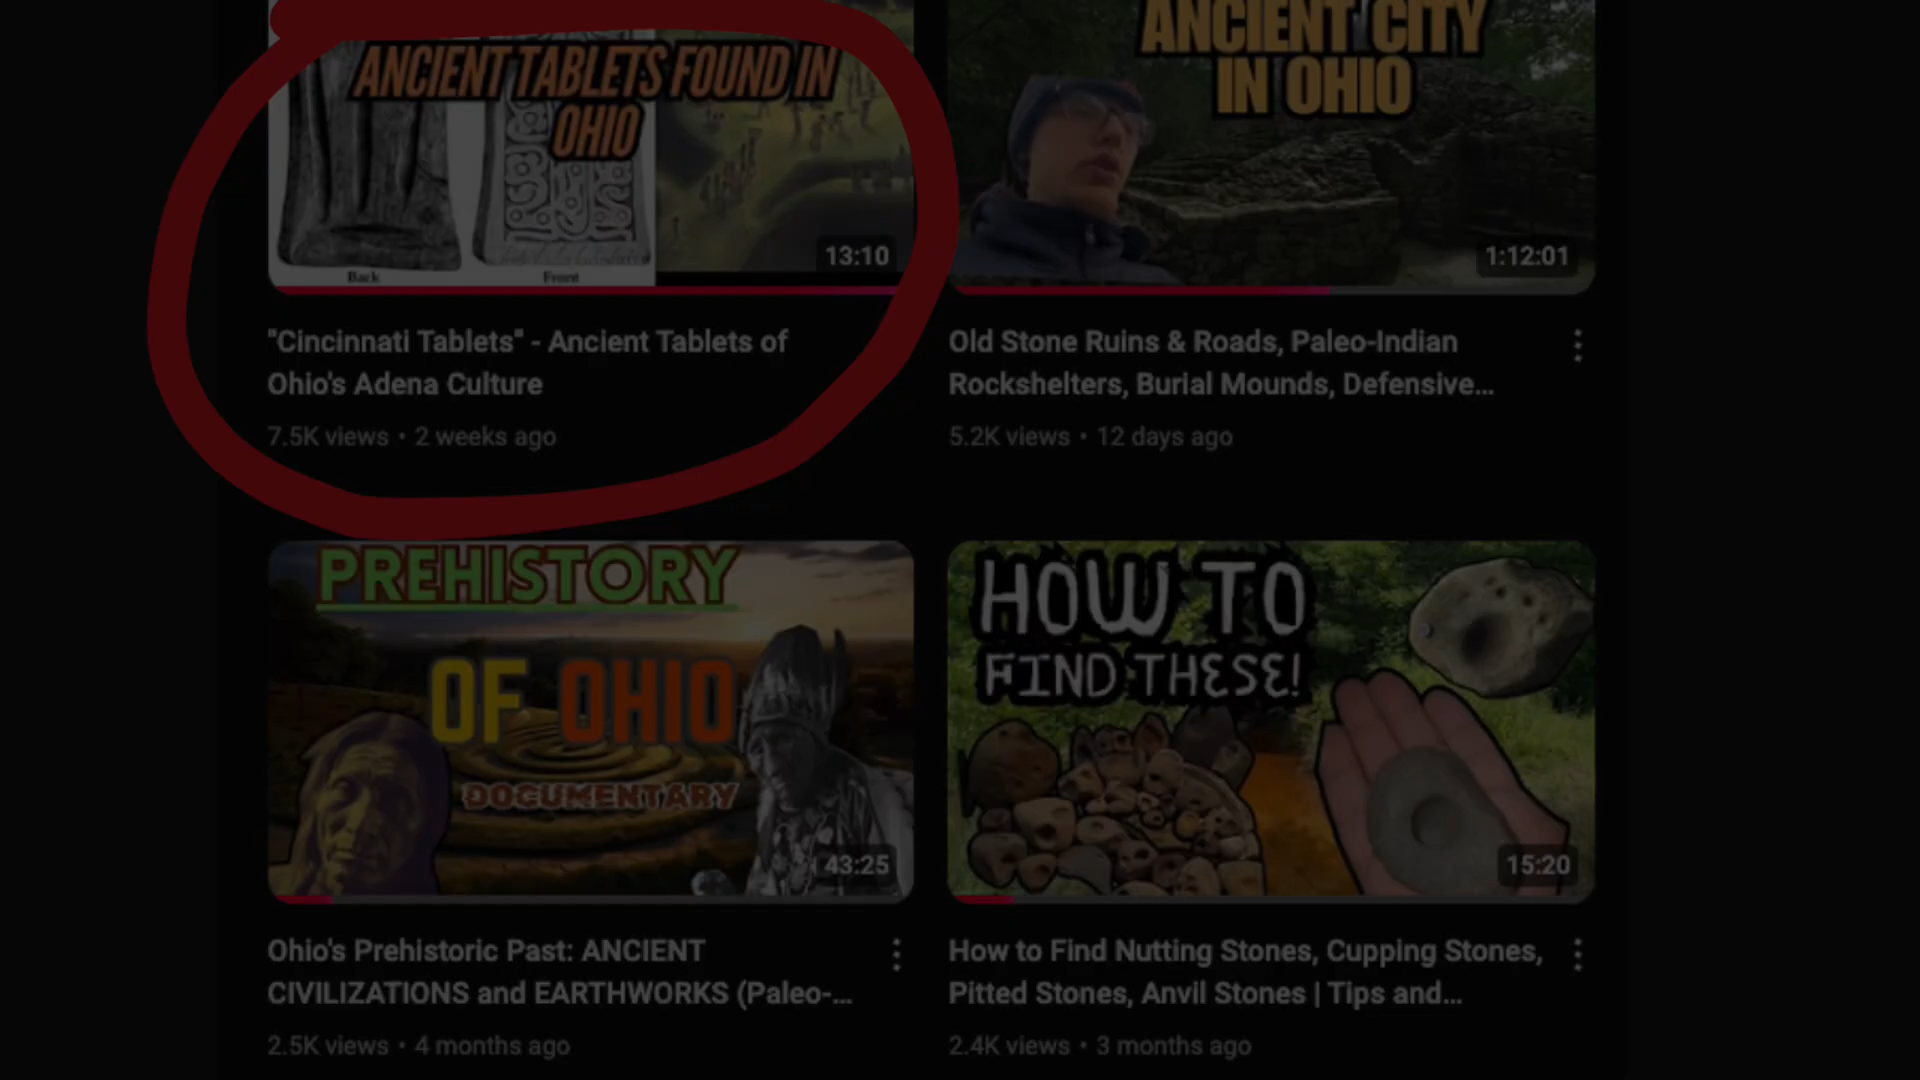 ANCIENT TABLETS FOUND IN
OHIO
Back
Front
13:10
"Cincinnati Tablets" - Ancient Tablets of
Ohio's Adena Culture
7.5K views • 2 weeks ago
ANCIENT CITY
IN OHIO
1:12:01
Old Stone Ruins & Roads, Paleo-Indian
Rockshelters, Burial Mounds, Defensive...
5.2K views • 12 days ago
PREHISTORY
OF OHIO
DOCUMENTARY
43:25
Ohio's Prehistoric Past: ANCIENT
CIVILIZATIONS and EARTHWORKS (Paleo-...
2.5K views • 4 months ago
HOW TO
FIND THESE!
15:20
How to Find Nutting Stones, Cupping Stones,
Pitted Stones, Anvil Stones | Tips and...
2.4K views • 3 months ago